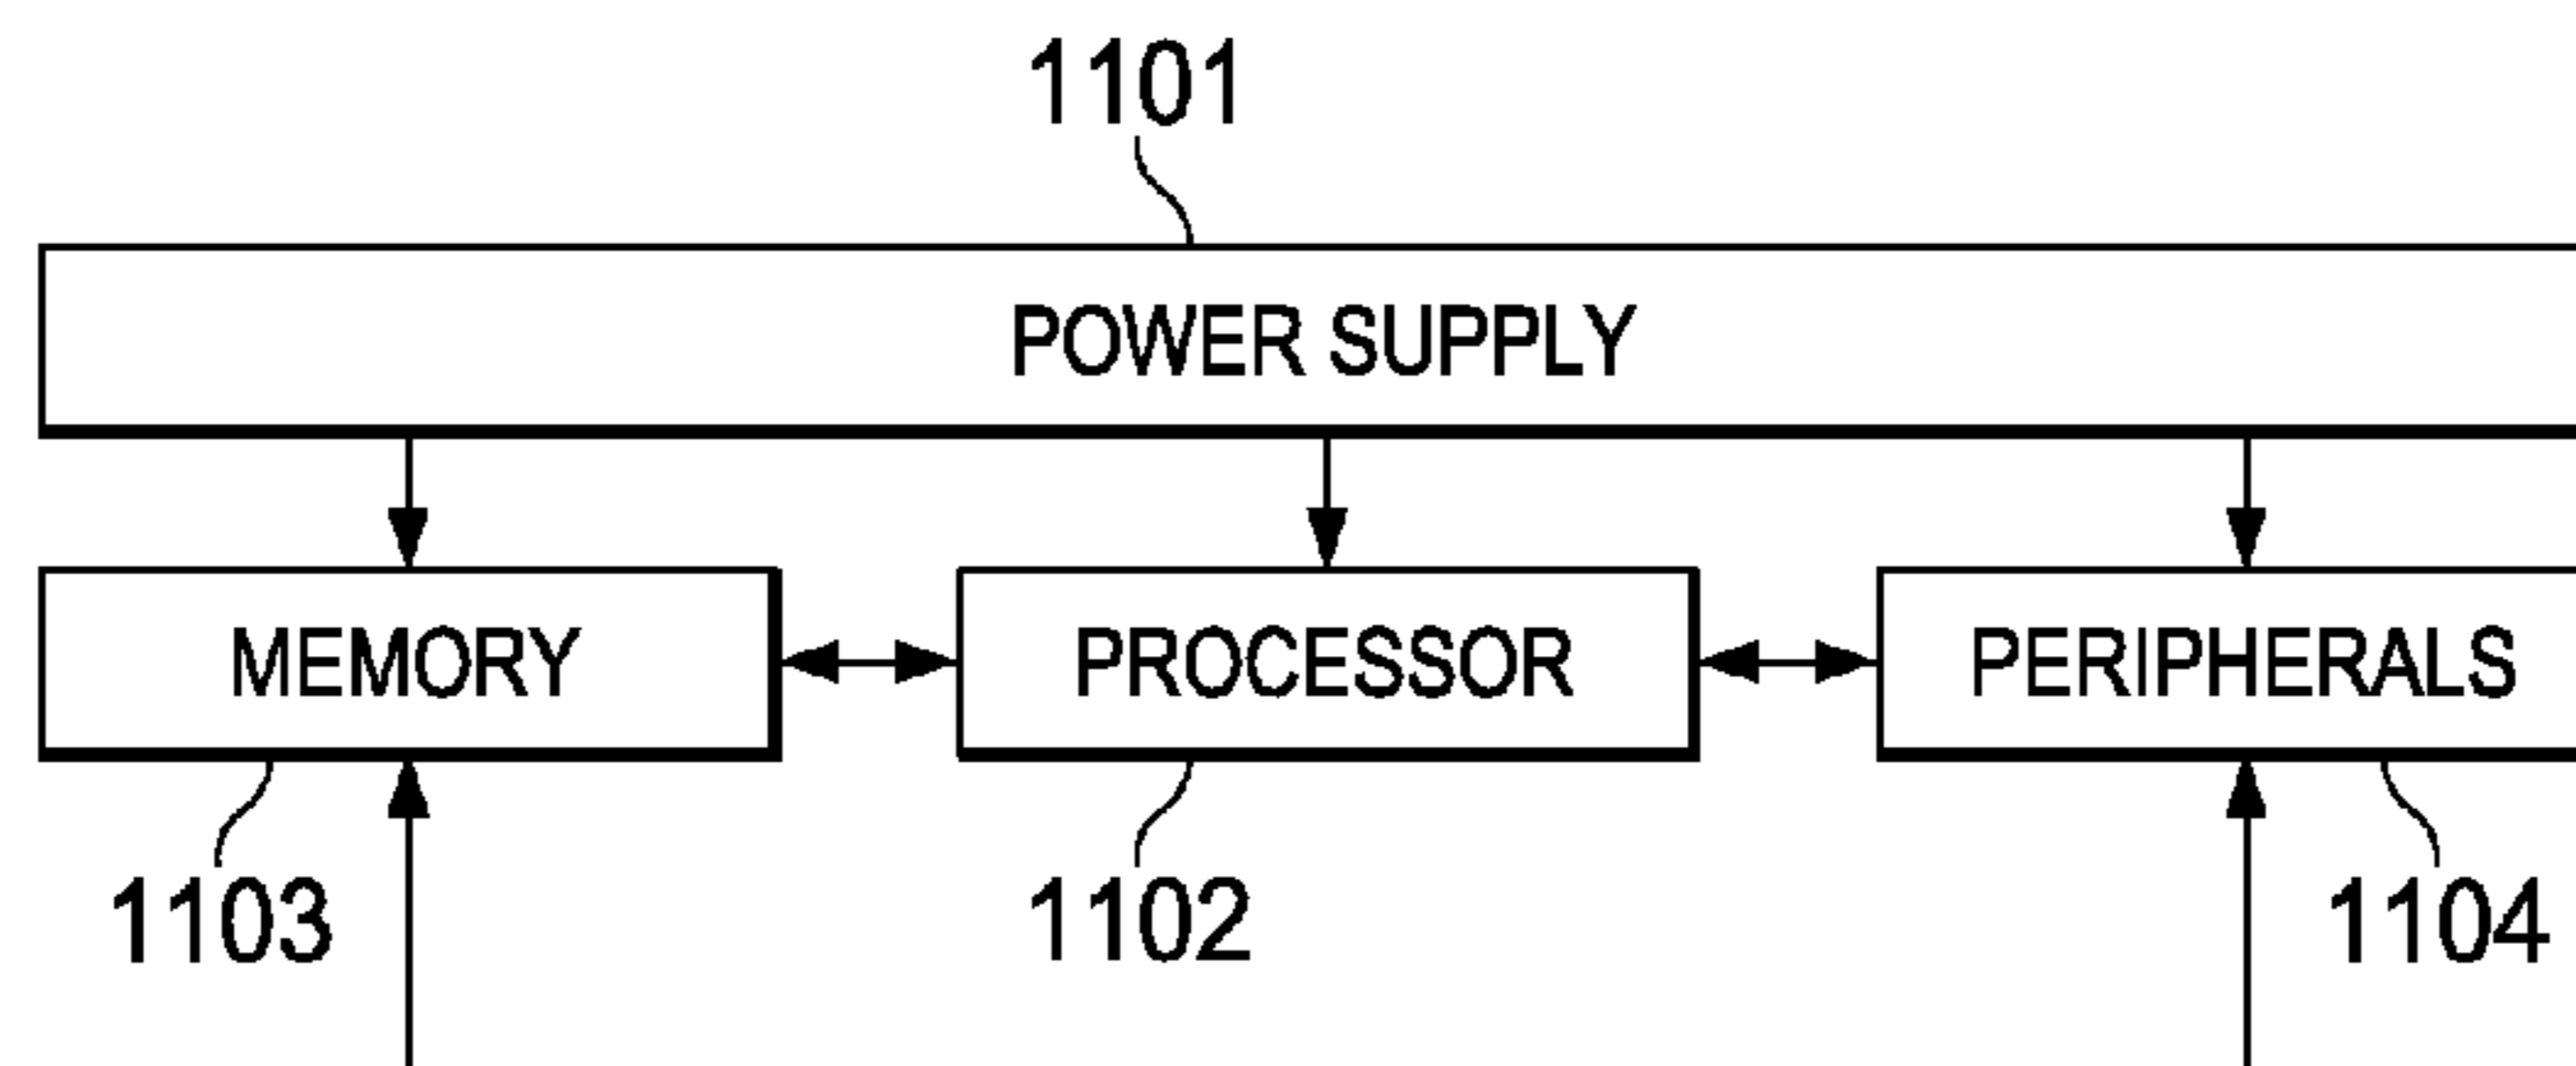 1101
POWER SUPPLY
MEMORY
PROCESSOR
PERIPHERALS
1103
1102
1104